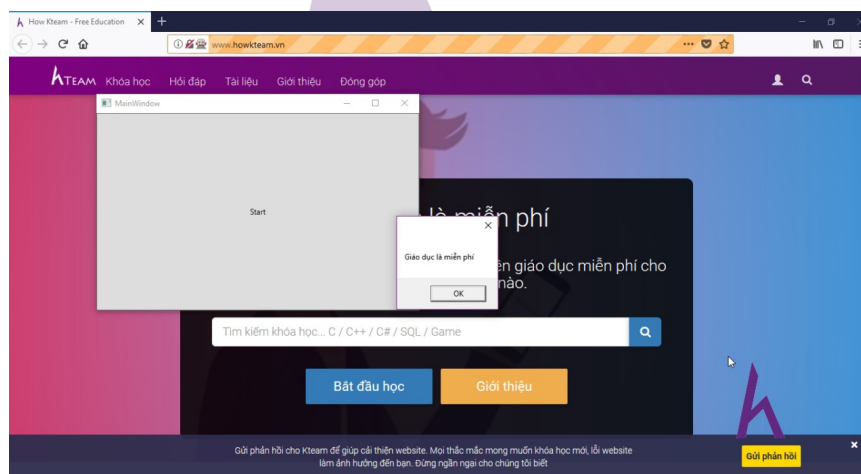 How Kteam - Free Education
www.howkteam.vn
KTEAM Khóa học Hỏi đáp Tài liệu Giới thiệu Đóng góp
MainWindow
Start
là miễn phí
Giáo dục là miễn phí
ên giáo dục miễn phí cho
nào.
OK
Tìm kiếm khóa học... C / C++ / C# / SQL / Game
Bắt đầu học Giới thiệu
Gửi phản hồi cho Kteam để giúp cải thiện website. Mọi thắc mắc mong muốn khóa học mới, lỗi website
làm ảnh hưởng đến bạn. Đừng ngần ngại cho chúng tôi biết
Gửi phản hồi